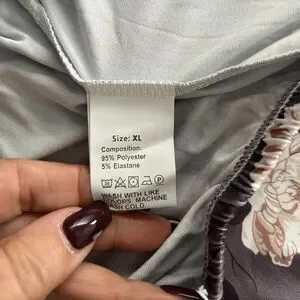 Size: XL
Composition:
95% Polyester
5% Elastane
WASH WITH LIKE
COLORS. MACHINE
WASH COLD.